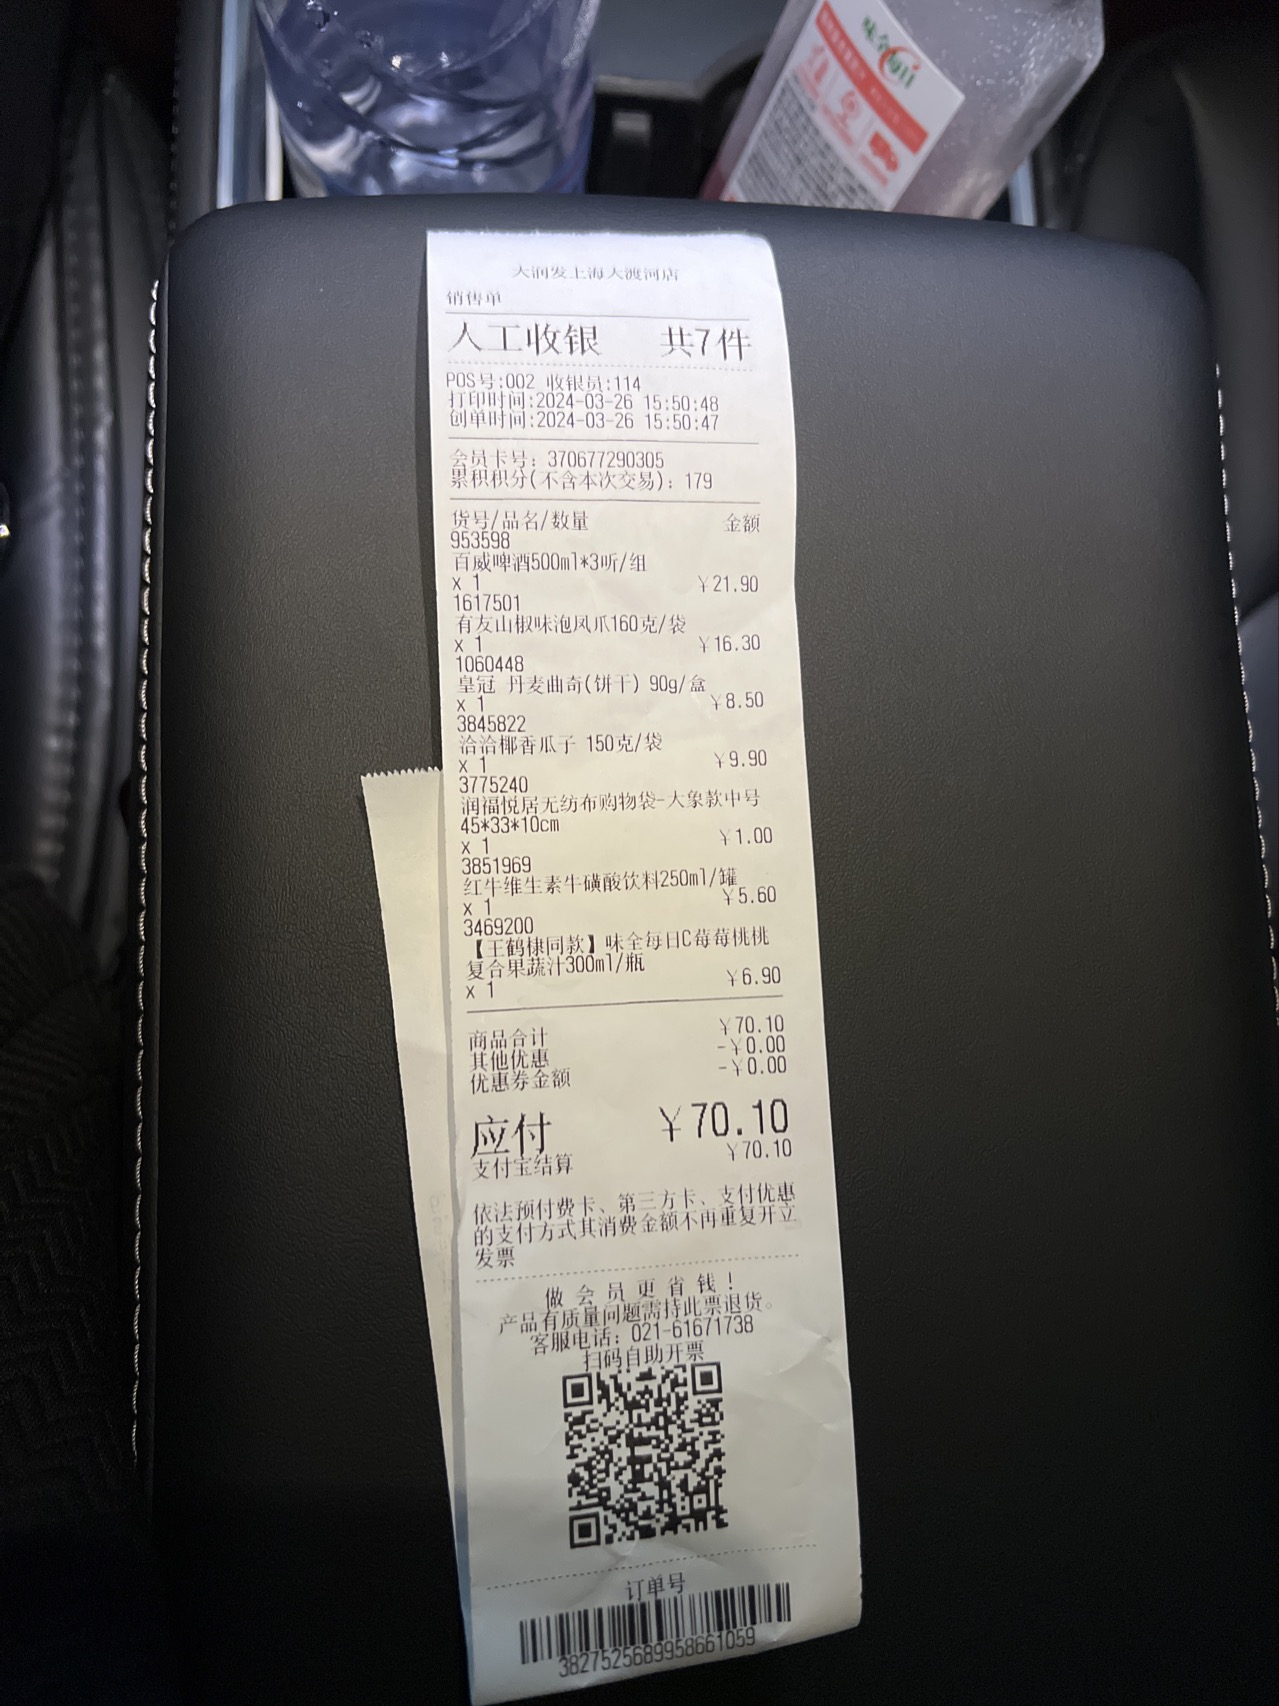 味全每日
大润发上海大渡河店
销售单
人工收银 共7件
POS号:002 收银员:114
打印时间:2024-03-26 15:50:48
创单时间:2024-03-26 15:50:47
会员卡号: 370677290305
累积积分(不含本次交易): 179
货号/品名/数量 金额
953598
百威啤酒500ml*3听/组
x 1 ¥21.90
1617501
有友山椒味泡凤爪160克/袋
x 1 ¥16.30
1060448
皇冠 丹麦曲奇(饼干) 90g/盒
x 1 ¥8.50
3845822
洽洽椰香瓜子 150克/袋
x 1 ¥9.90
3775240
润福悦居无纺布购物袋-大象款中号
45*33*10cm
x 1 ¥1.00
3851969
红牛维生素牛磺酸饮料250ml/罐
x 1 ¥5.60
3469200
【王鹤棣同款】味全每日C莓莓桃桃
复合果蔬汁300ml/瓶
x 1 ¥6.90
商品合计 ¥70.10
其他优惠 -¥0.00
优惠券金额 -¥0.00
应付 ¥70.10
支付宝结算 ¥70.10
依法预付费卡、第三方卡、支付优惠
的支付方式其消费金额不再重复开立
发票
做会员更省钱!
产品有质量问题需持此票退货。
客服电话: 021-61671738
扫码自助开票
订单号
3827525689958661059